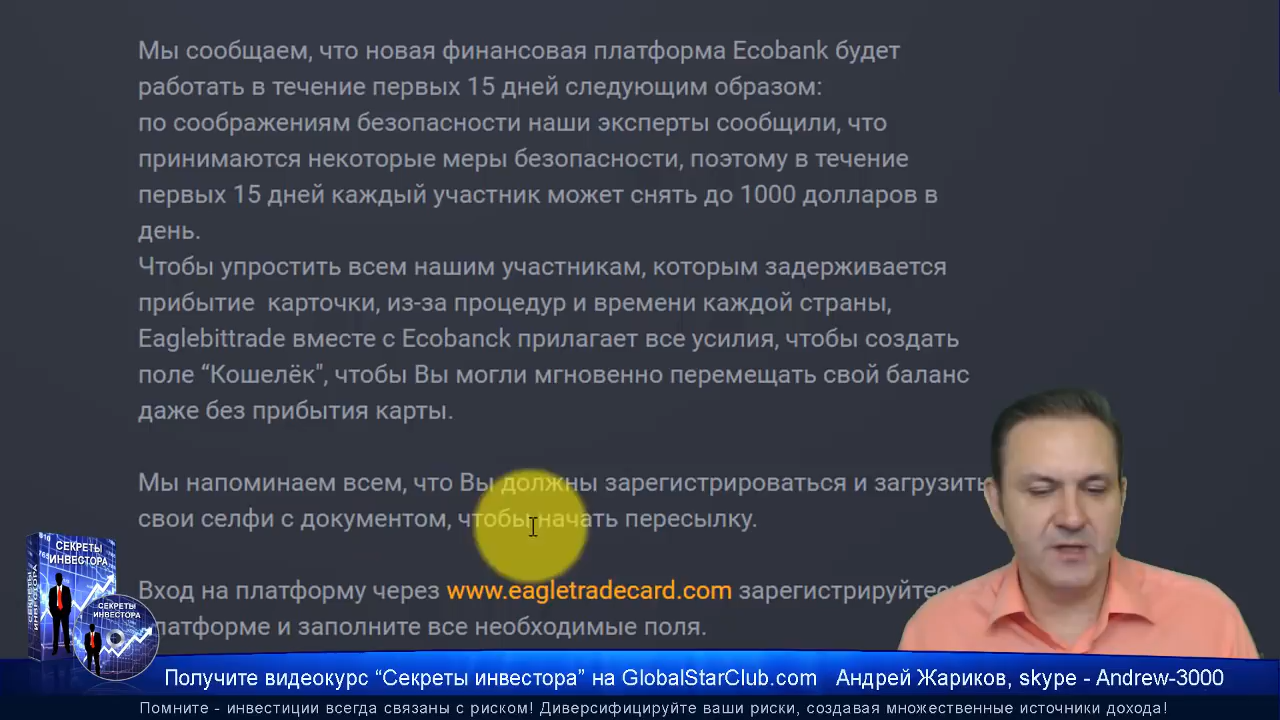 Мы сообщаем, что новая финансовая платформа Ecobank будет
работать в течение первых 15 дней следующим образом:
по соображениям безопасности наши эксперты сообщили, что
принимаются некоторые меры безопасности, поэтому в течение
первых 15 дней каждый участник может снять до 1000 долларов в
день.
Чтобы упростить всем нашим участникам, которым задерживается
прибытие карточки, из-за процедур и времени каждой страны,
Eaglebittrade вместе с Ecobanck прилагает все усилия, чтобы создать
поле “Кошелёк", чтобы Вы могли мгновенно перемещать свой баланс
даже без прибытия карты.
Мы напоминаем всем, что Вы должны зарегистрироваться и загрузить
свои селфи с документом, чтобы начать пересылку.
Вход на платформу через www.eagletradecard.com
и заполните все необходимые поля.
СЕКРЕТЫ
ИНВЕСТОРА
СЕКРЕТЫ ИНВЕСТОРА
СЕКРЕТЫ
ИНВЕСТОРА
Получите видеокурс “Секреты инвестора” на GlobalStarClub.com Андрей Жариков, skype - Andrew-3000
Помните - инвестиции всегда связаны с риском! Диверсифицируйте ваши риски, создавая множественные источники дохода!